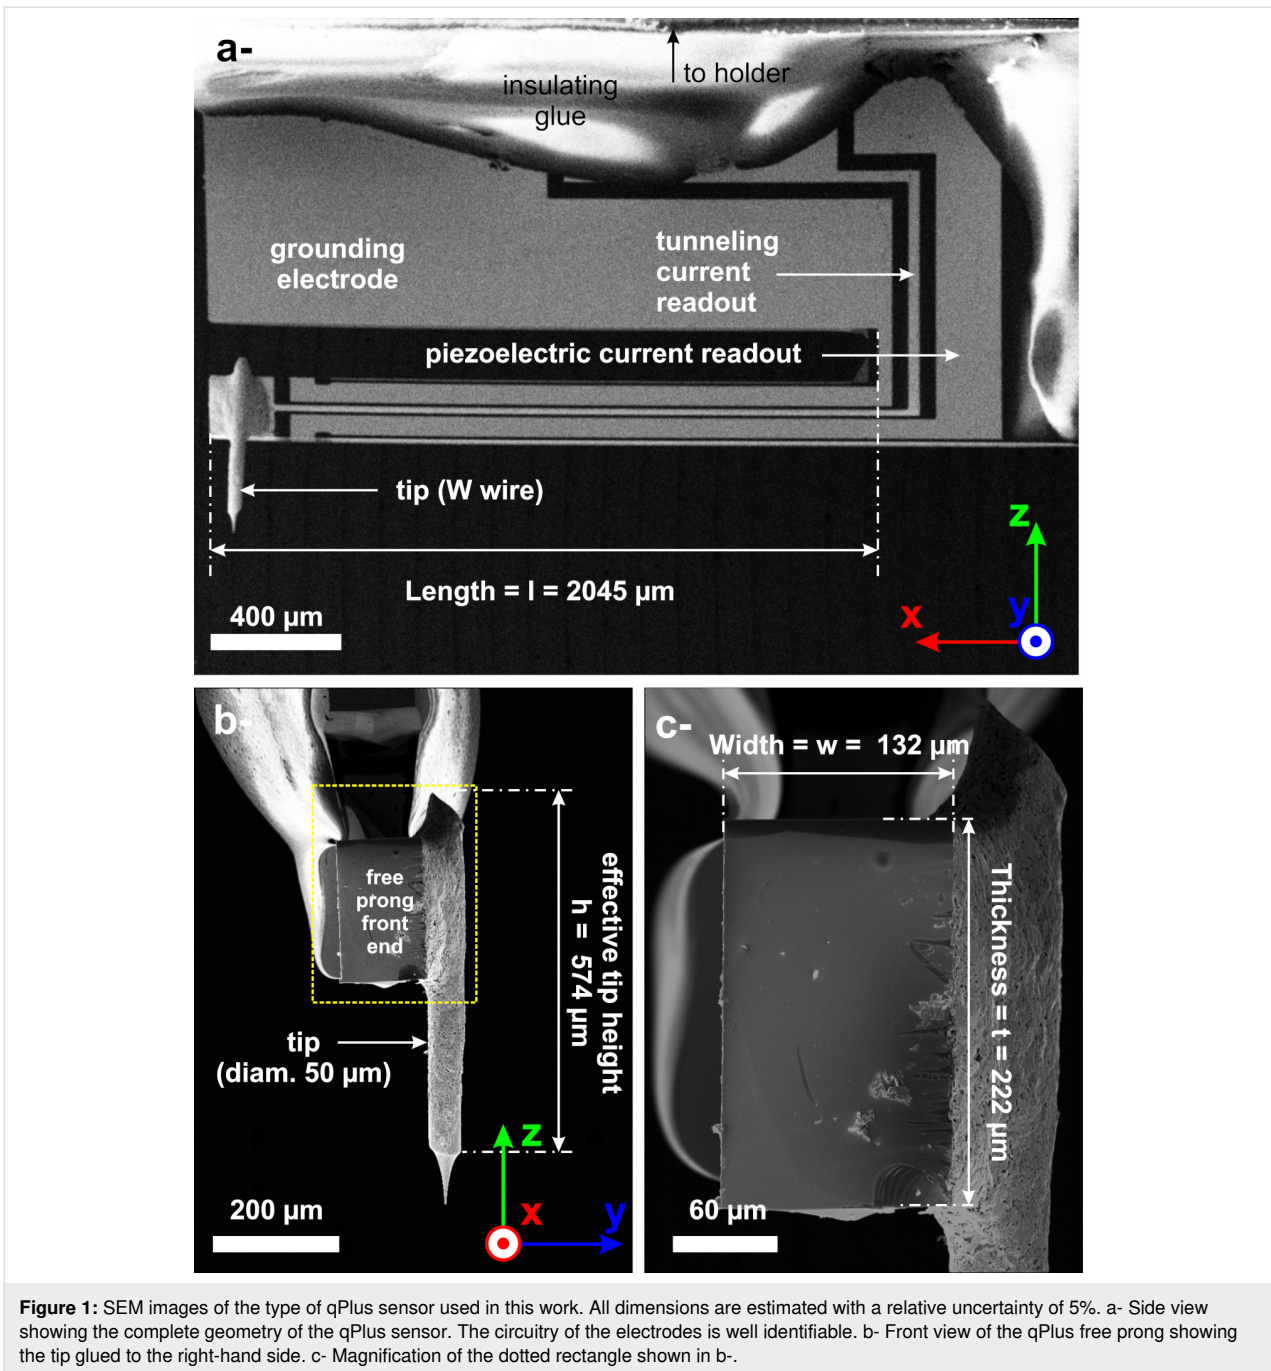 a-
to holder
insulating
glue
grounding
electrode
tunneling
current
readout
piezoelectric current readout
tip (W wire)
z
Length = l = 2045 µm
400 µm
x
y
b-
free
prong
front
end
effective tip height
h = 574 µm
tip
(diam. 50 µm)
z
200 µm
x
y
c-
Width = w = 132 µm
Thickness = t = 222 µm
60 µm
Figure 1: SEM images of the type of qPlus sensor used in this work. All dimensions are estimated with a relative uncertainty of 5%. a- Side view
showing the complete geometry of the qPlus sensor. The circuitry of the electrodes is well identifiable. b- Front view of the qPlus free prong showing
the tip glued to the right-hand side. c- Magnification of the dotted rectangle shown in b-.